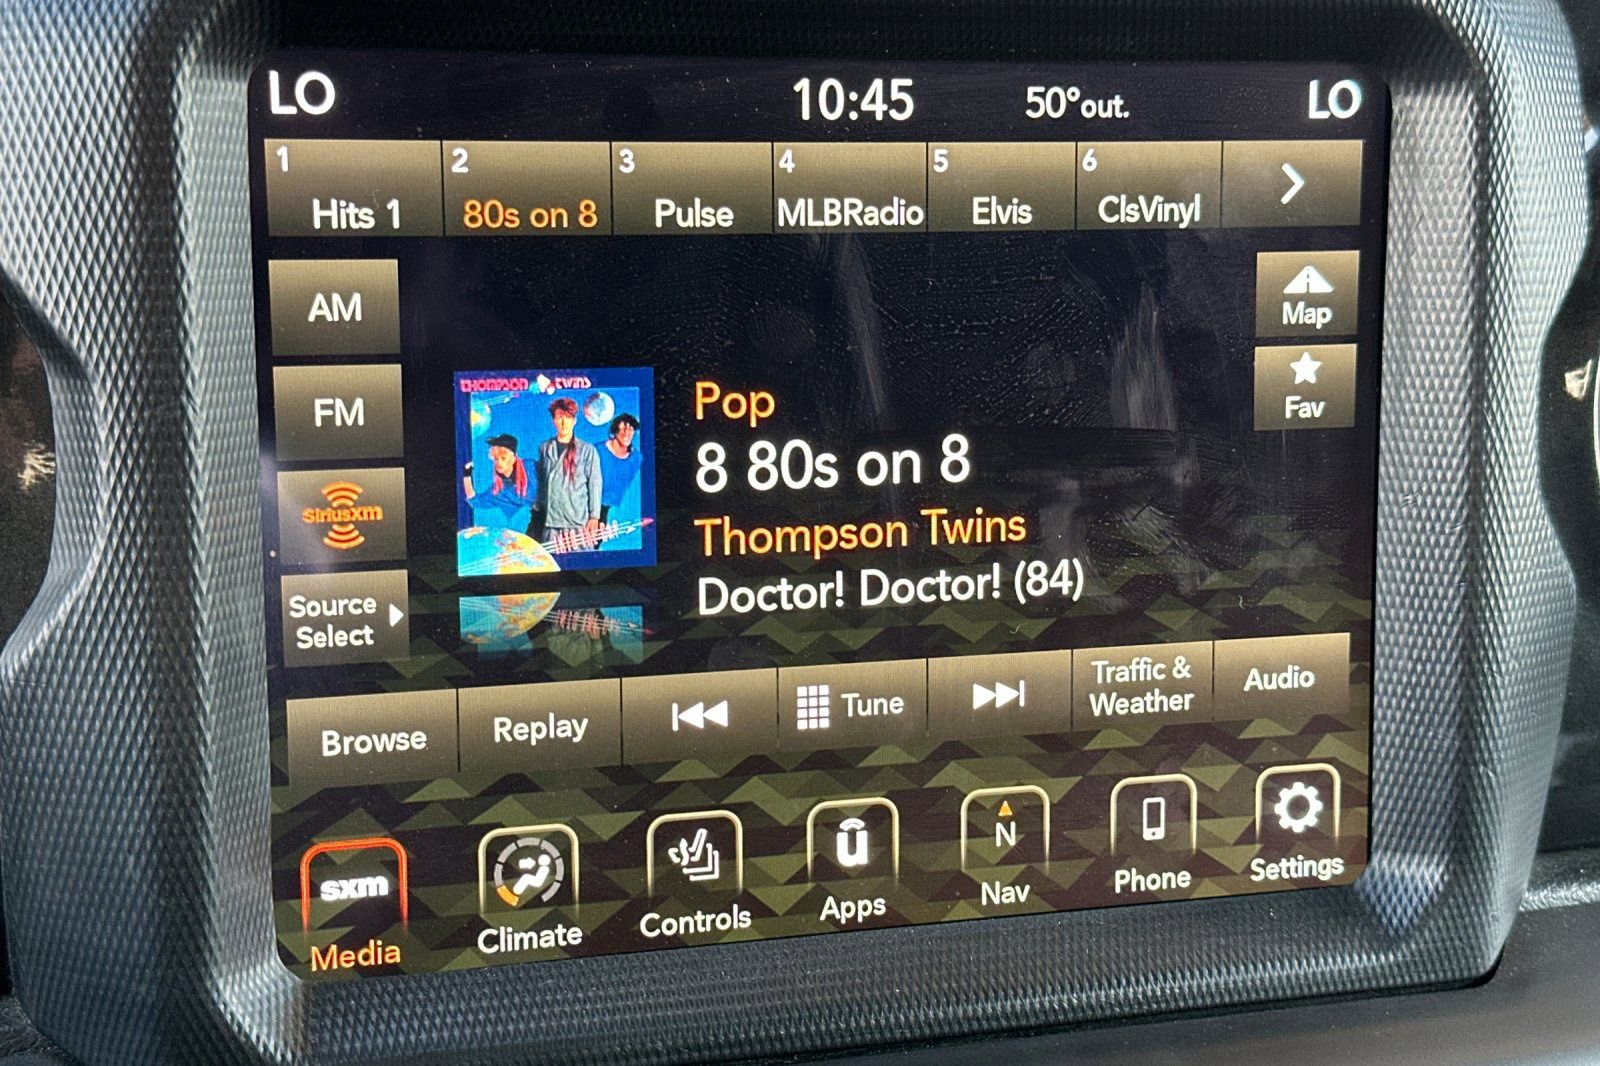 LO 10:45 50°out. LO
1 2 3 4 5 6
Hits 1 80s on 8 Pulse MLBRadio Elvis ClsVinyl
AM
Map
FM
Fav
THOMPSON TWINS
Pop
8 80s on 8
Thompson Twins
Doctor! Doctor! (84)
SiriusXM
Source
Select
Browse Replay Tune
Traffic &
Weather
Audio
sxm
Media
Climate
Controls
u
Apps
N
Nav
Phone
Settings